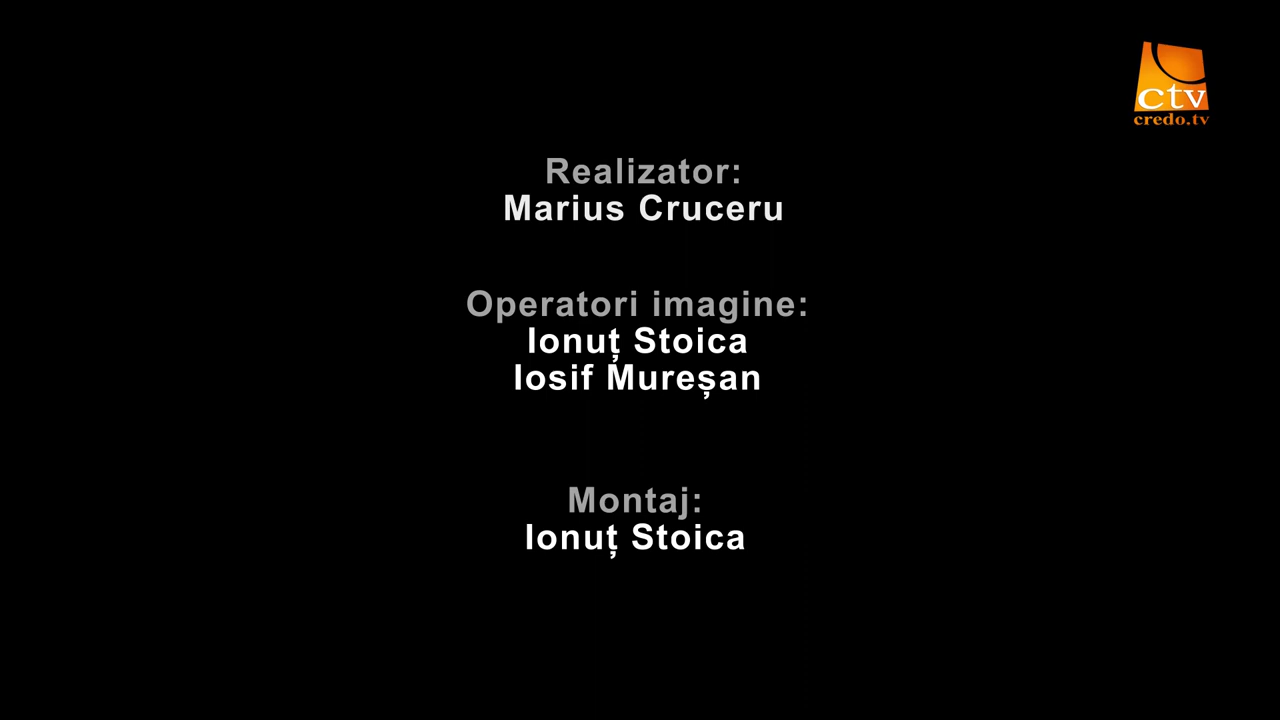 ctv
credo.tv
Realizator:
Marius Cruceru
Operatori imagine:
Ionuț Stoica
Iosif Mureșan
Montaj:
Ionuț Stoica